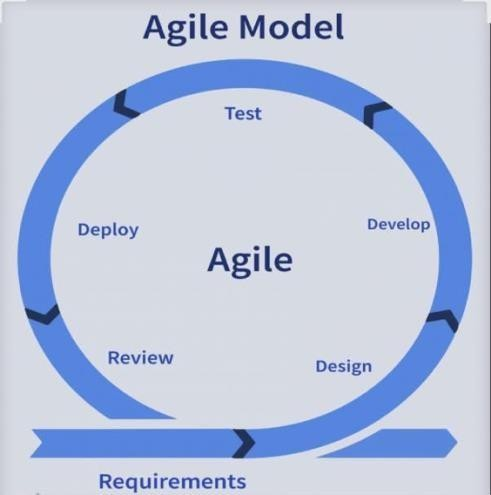 Agile Model
Test
Deploy
Develop
Agile
Review
Design
Requirements